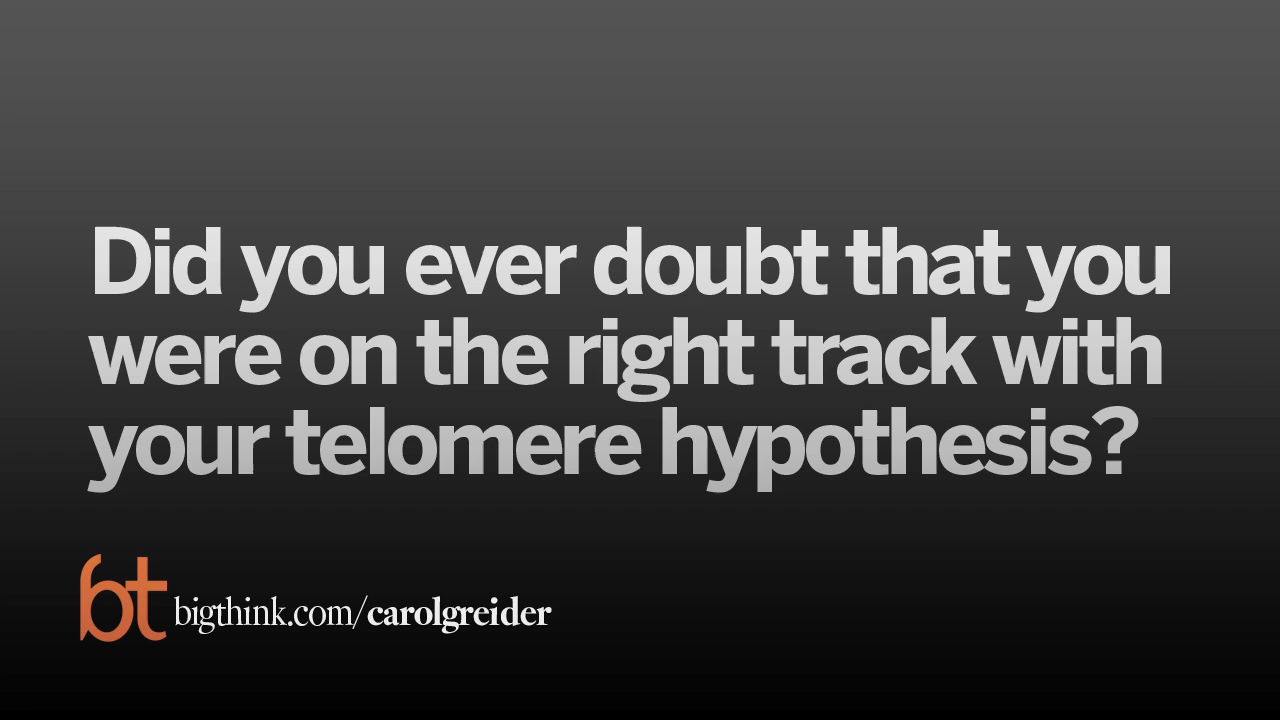 Did you ever doubt that you
were on the right track with
your telomere hypothesis?
bt bigthink.com/carolgreider